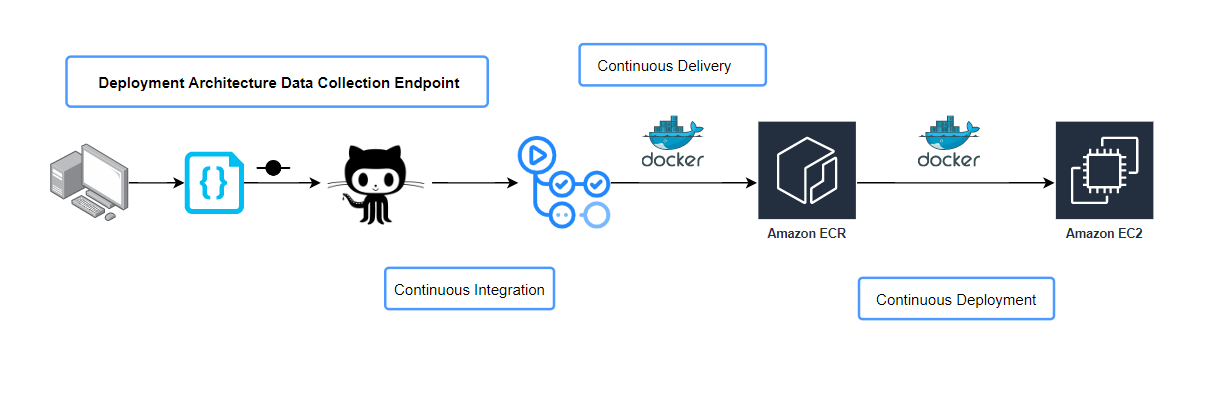 Continuous Delivery
Deployment Architecture Data Collection Endpoint
docker
docker
Amazon ECR
Amazon EC2
Continuous Integration
Continuous Deployment